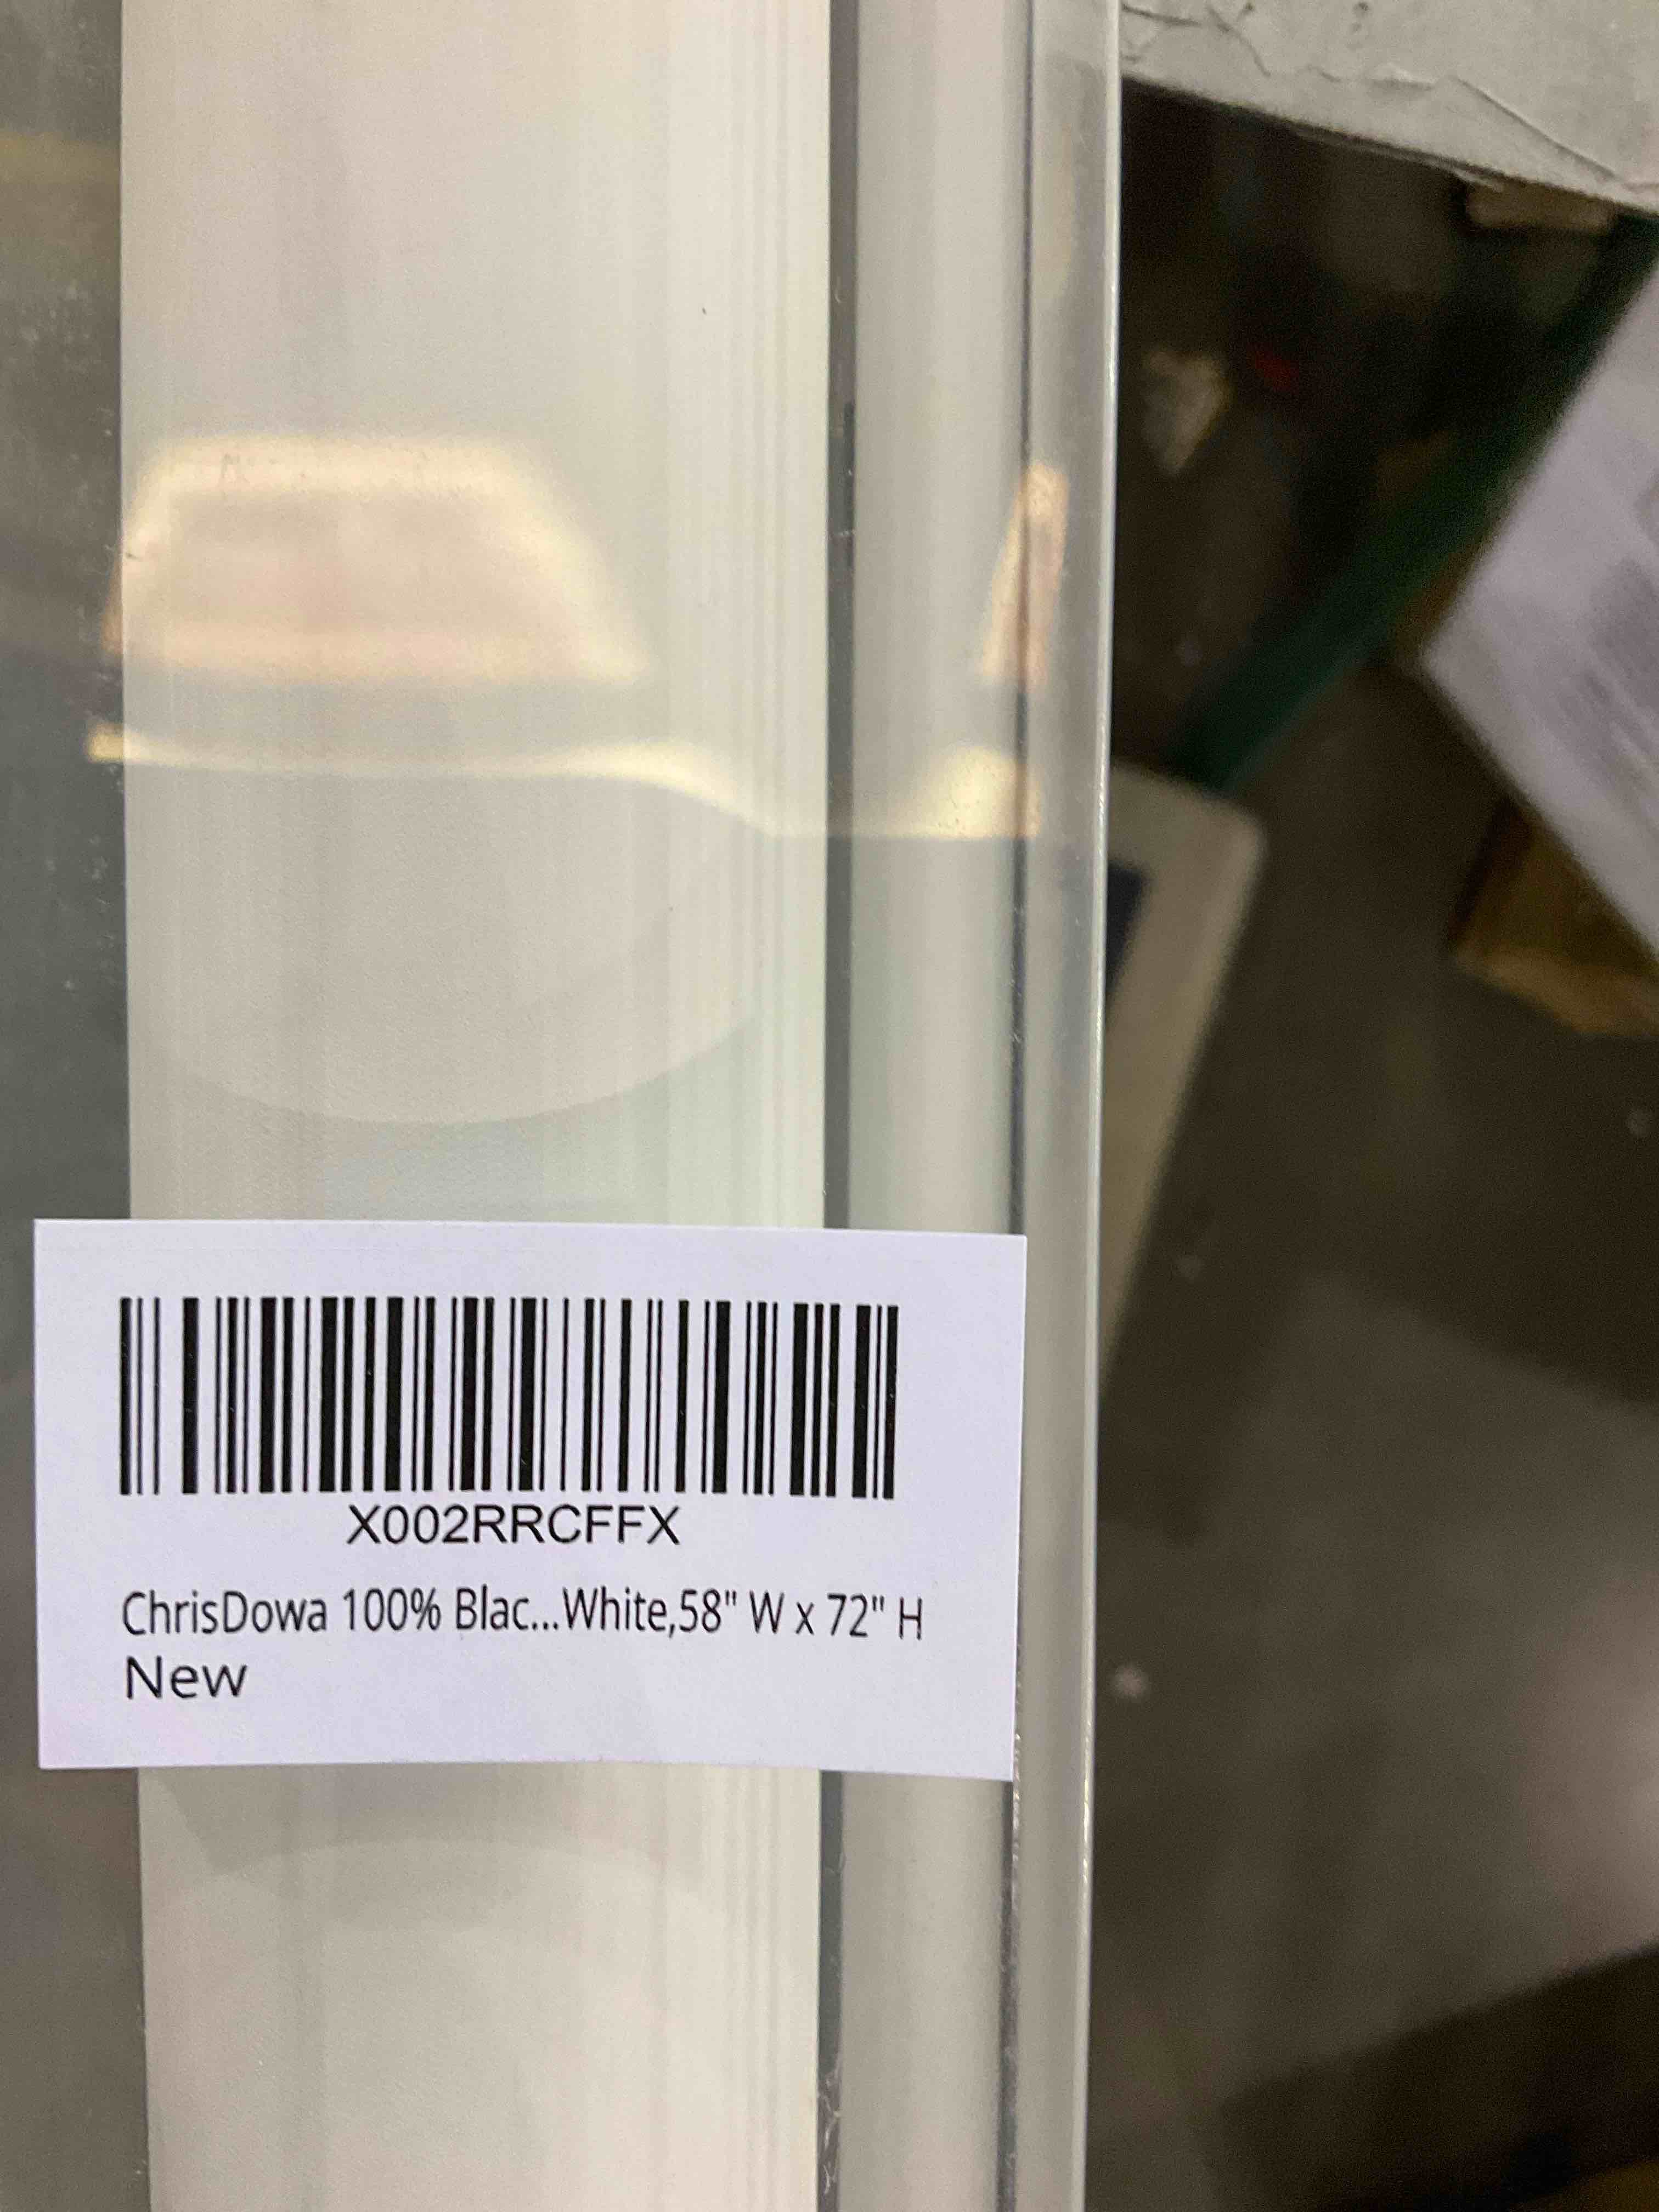 X002RRCFFX
ChrisDowa 100% Blac...White,58" W x 72" H
New